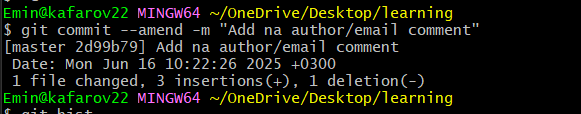 Emin@kafarov22 MINGW64 ~/OneDrive/Desktop/learning
$ git commit --amend -m "Add na author/email comment"
[master 2d99b79] Add na author/email comment
 Date: Mon Jun 16 10:22:26 2025 +0300
 1 file changed, 3 insertions(+), 1 deletion(-)
Emin@kafarov22 MINGW64 ~/OneDrive/Desktop/learning
$ git hist